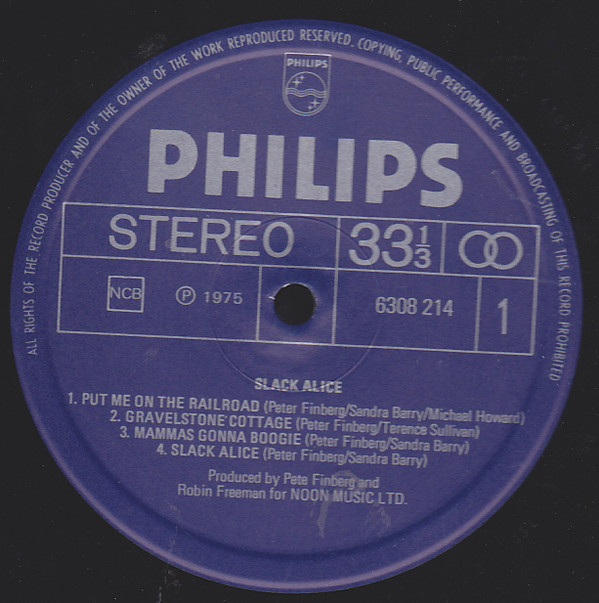 ALL RIGHTS OF THE RECORD PRODUCER AND OF THE OWNER OF THE WORK REPRODUCED RESERVED. COPYING, PUBLIC PERFORMANCE AND BROADCASTING OF THIS RECORD PROHIBITED
PHILIPS
PHILIPS
STEREO
33 1/3
NCB
℗ 1975
6308 214
1
SLACK ALICE
1. PUT ME ON THE RAILROAD (Peter Finberg/Sandra Barry/Michael Howard)
2. GRAVELSTONE COTTAGE (Peter Finberg/Terence Sullivan)
3. MAMMAS GONNA BOOGIE (Peter Finberg/Sandra Barry)
4. SLACK ALICE (Peter Finberg/Sandra Barry)
Produced by Pete Finberg and
Robin Freeman for NOON MUSIC LTD.